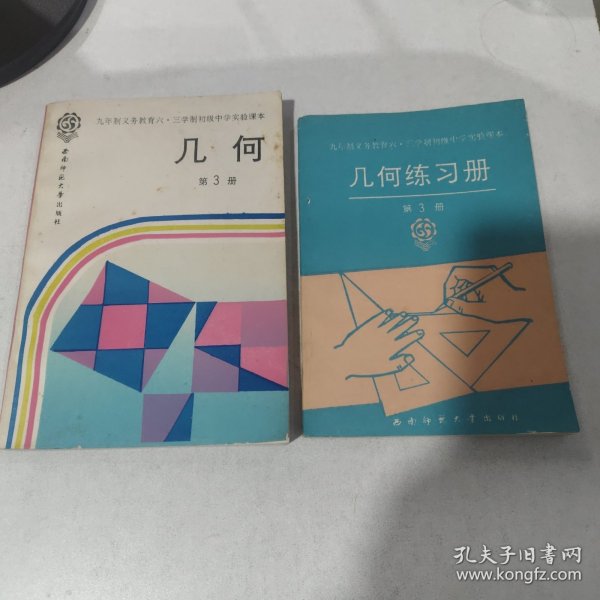 九年制义务教育六·三学制初级中学实验课本
几何
第3册
西南师范大学出版社
九年制义务教育六·三学制初级中学实验课本
几何练习册
第3册
西南师范大学出版社
孔夫子旧书网
www.kongfz.com